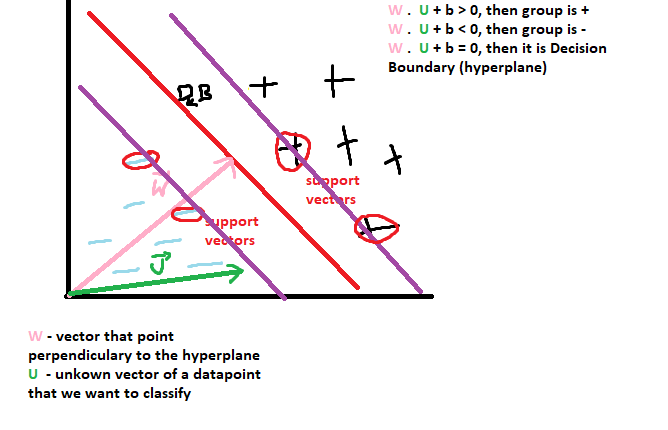 W . U + b > 0, then group is +
W . U + b < 0, then group is -
W . U + b = 0, then it is Decision
Boundary (hyperplane)
DB
support
vectors
W
support
vectors
U
W - vector that point
perpendiculary to the hyperplane
U - unkown vector of a datapoint
that we want to classify